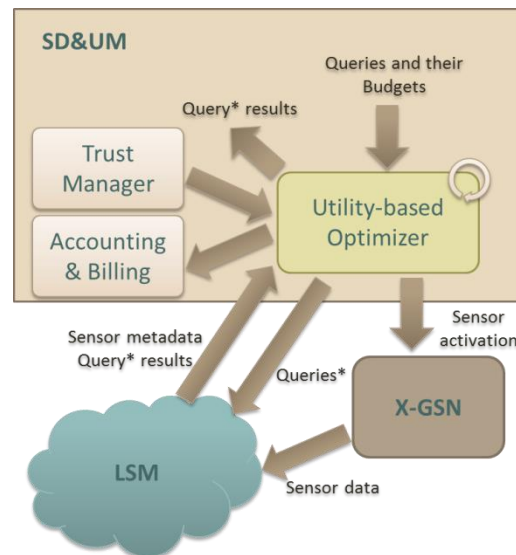 SD&UM
Queries and their
Budgets
Query* results
Trust
Manager
Utility-based
Optimizer
Accounting
& Billing
Sensor metadata
Query* results
Sensor
activation
Queries*
X-GSN
LSM
Sensor data